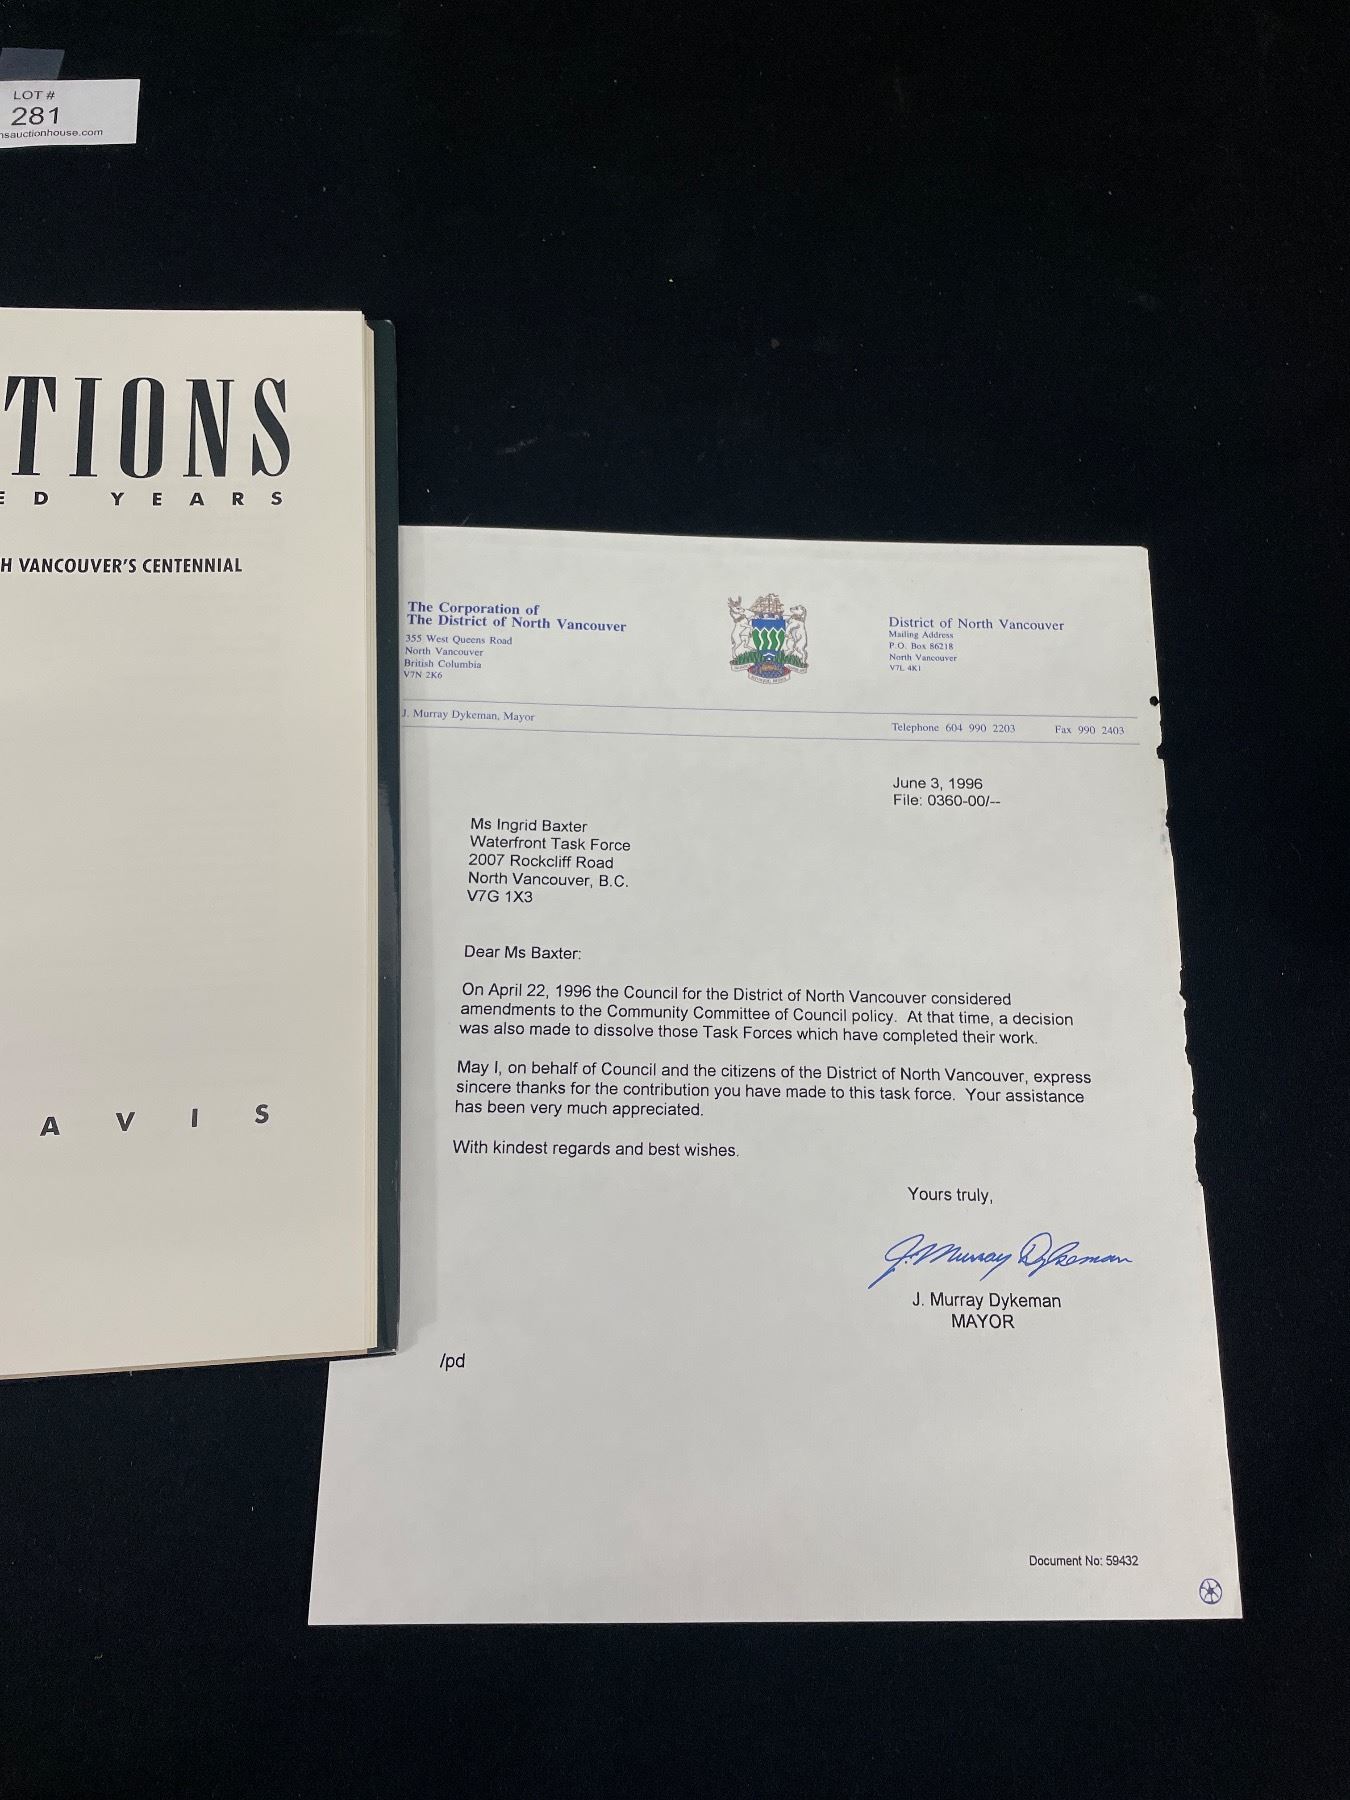 LOT #
281
nsauctionhouse.com
TIONS
ED YEARS
H VANCOUVER'S CENTENNIAL
AVIS
The Corporation of
The District of North Vancouver
355 West Queens Road
North Vancouver
British Columbia
V7N 2K6
District of North Vancouver
Mailing Address
P.O. Box 86218
North Vancouver
V7L 4K1
J. Murray Dykeman, Mayor
Telephone 604 990 2203 Fax 990 2403
June 3, 1996
File: 0360-00/--
Ms Ingrid Baxter
Waterfront Task Force
2007 Rockcliff Road
North Vancouver, B.C.
V7G 1X3
Dear Ms Baxter:
On April 22, 1996 the Council for the District of North Vancouver considered
amendments to the Community Committee of Council policy. At that time, a decision
was also made to dissolve those Task Forces which have completed their work.
May I, on behalf of Council and the citizens of the District of North Vancouver, express
sincere thanks for the contribution you have made to this task force. Your assistance
has been very much appreciated.
With kindest regards and best wishes.
Yours truly,
J. Murray Dykeman
J. Murray Dykeman
MAYOR
/pd
Document No: 59432